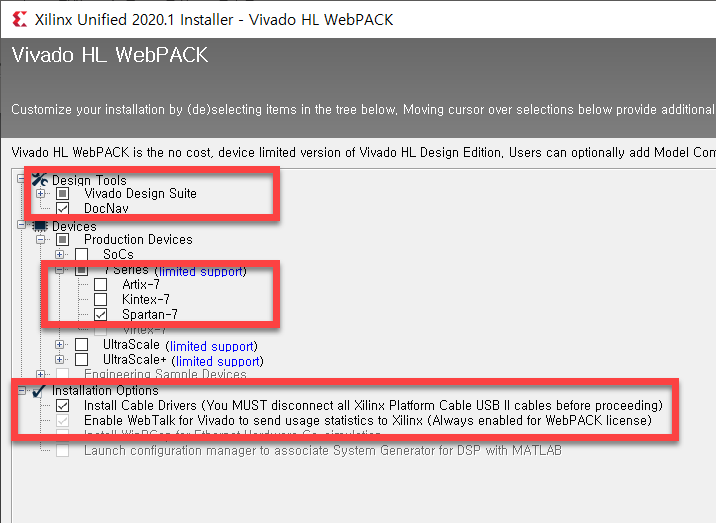 Xilinx Unified 2020.1 Installer - Vivado HL WebPACK
Vivado HL WebPACK
Customize your installation by (de)selecting items in the tree below, Moving cursor over selections below provide additional
Vivado HL WebPACK is the no cost, device limited version of Vivado HL Design Edition, Users can optionally add Model Com
Design Tools
Vivado Design Suite
DocNav
Devices
Production Devices
SoCs
7 Series (limited support)
Artix-7
Kintex-7
Spartan-7
Virtex-7
UltraScale (limited support)
UltraScale+ (limited support)
Engineering Sample Devices
Installation Options
Install Cable Drivers (You MUST disconnect all Xilinx Platform Cable USB II cables before proceeding)
Enable WebTalk for Vivado to send usage statistics to Xilinx (Always enabled for WebPACK license)
Install WinPCap for Ethernet Hardware Co-simulation
Launch configuration manager to associate System Generator for DSP with MATLAB